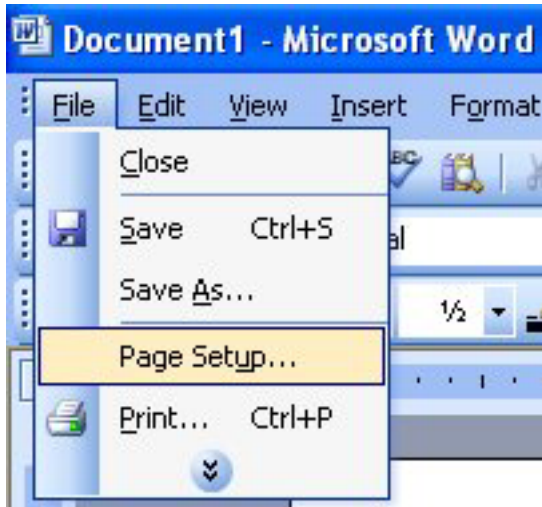 Document1 - Microsoft Word
File Edit View Insert Format
Close
Save Ctrl+S
Save As...
½
Page Setup...
Print... Ctrl+P